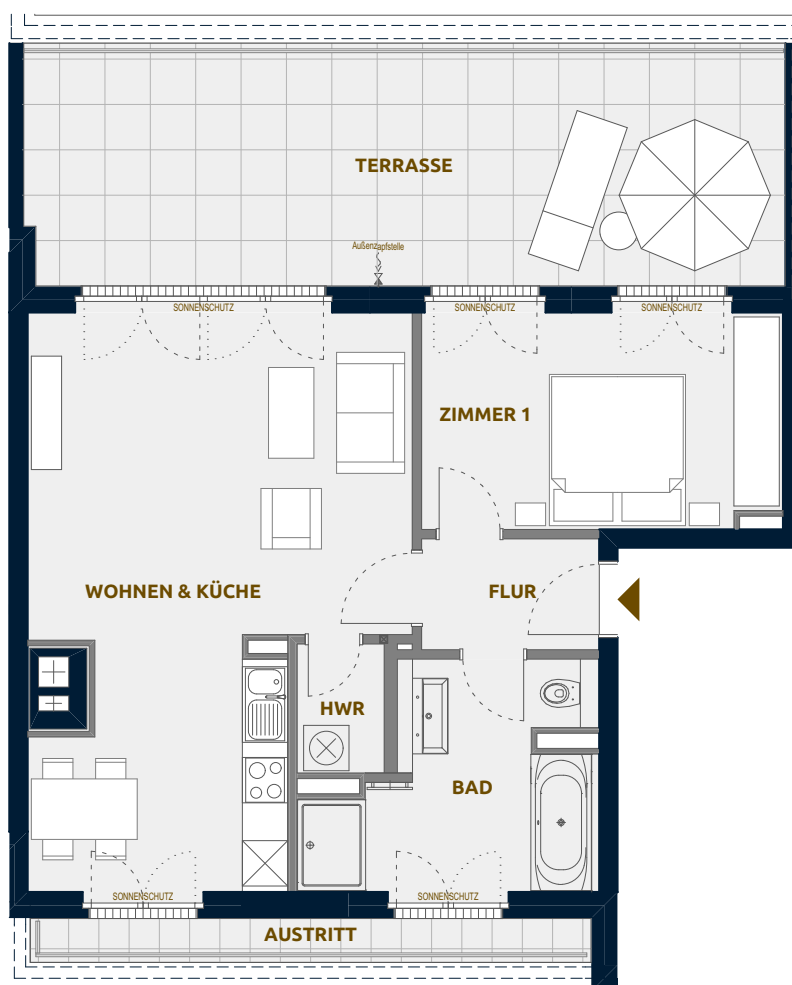 TERRASSE
Außenzapfstelle
SONNENSCHUTZ
SONNENSCHUTZ
SONNENSCHUTZ
ZIMMER 1
WOHNEN & KÜCHE
FLUR
HWR
BAD
SONNENSCHUTZ
SONNENSCHUTZ
AUSTRITT